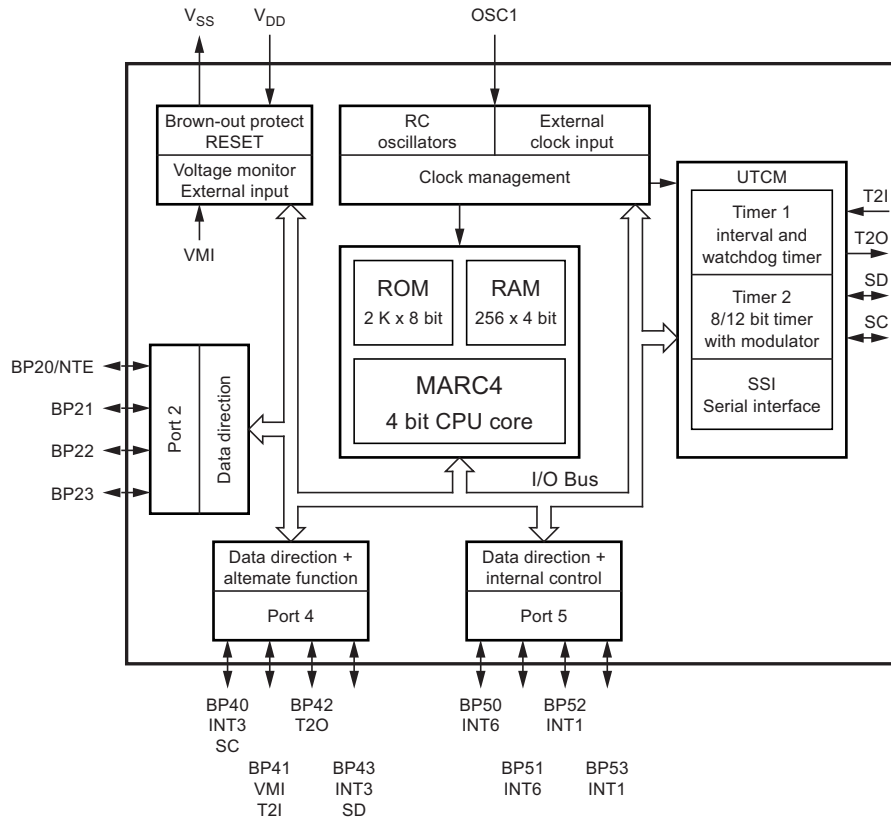 VSS
VDD
OSC1
Brown-out protect
RESET
Voltage monitor
External input
VMI
RC
oscillators
External
clock input
Clock management
UTCM
Timer 1
interval and
watchdog timer
Timer 2
8/12 bit timer
with modulator
SSI
Serial interface
T2I
T2O
SD
SC
ROM
2 K x 8 bit
RAM
256 x 4 bit
MARC4
4 bit CPU core
I/O Bus
BP20/NTE
BP21
BP22
BP23
Port 2
Data direction
Data direction +
alternate function
Port 4
Data direction +
internal control
Port 5
BP40
INT3
SC
BP41
VMI
T2I
BP42
T2O
BP43
INT3
SD
BP50
INT6
BP51
INT6
BP52
INT1
BP53
INT1